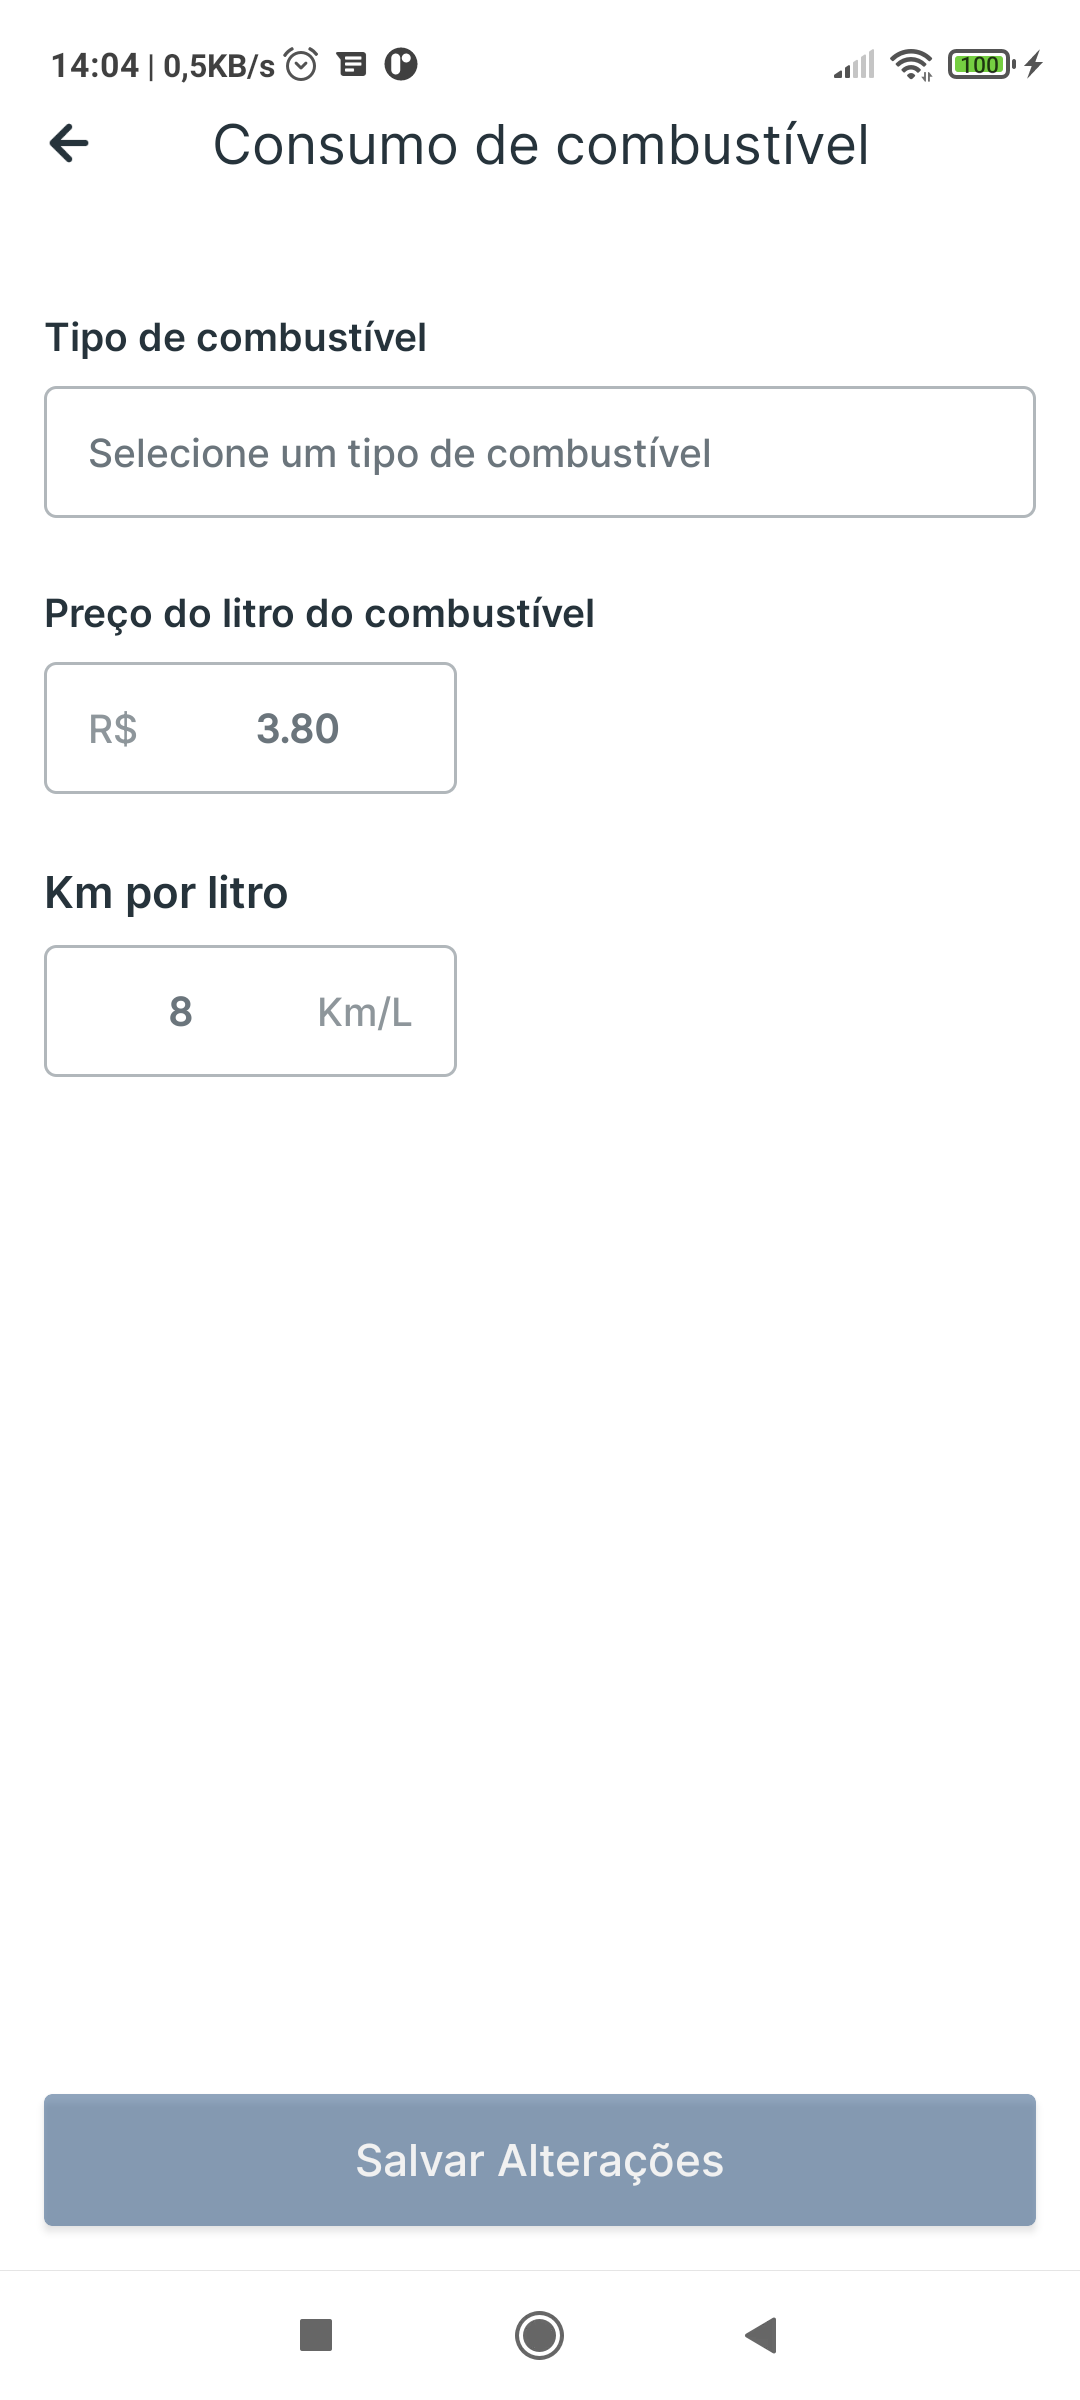 14:04 | 0,5KB/s 100
Consumo de combustível
Tipo de combustível
Selecione um tipo de combustível
Preço do litro do combustível
R$ 3.80
Km por litro
8 Km/L
Salvar Alterações